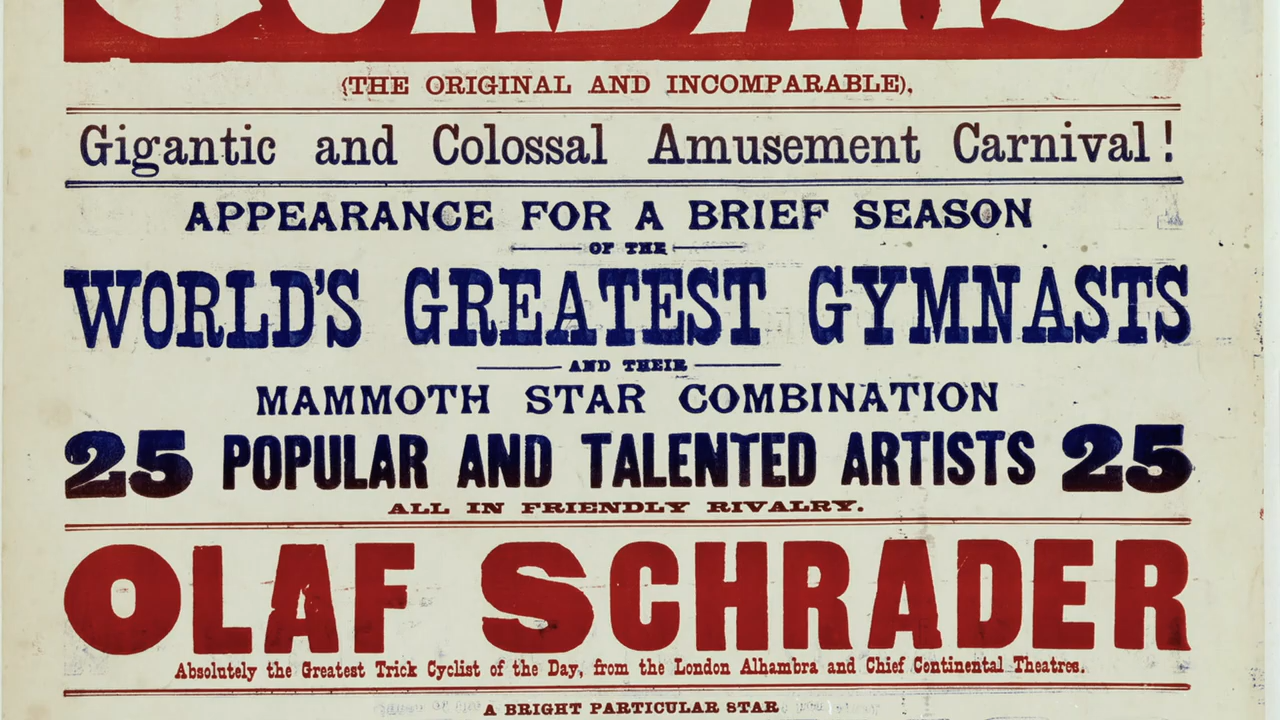 (THE ORIGINAL AND INCOMPARABLE),
Gigantic and Colossal Amusement Carnival!
APPEARANCE FOR A BRIEF SEASON
OF THE
WORLD'S GREATEST GYMNASTS
AND THEIR
MAMMOTH STAR COMBINATION
25 POPULAR AND TALENTED ARTISTS 25
ALL IN FRIENDLY RIVALRY.
OLAF SCHRADER
Absolutely the Greatest Trick Cyclist of the Day, from the London Alhambra and Chief Continental Theatres.
A BRIGHT PARTICULAR STAR